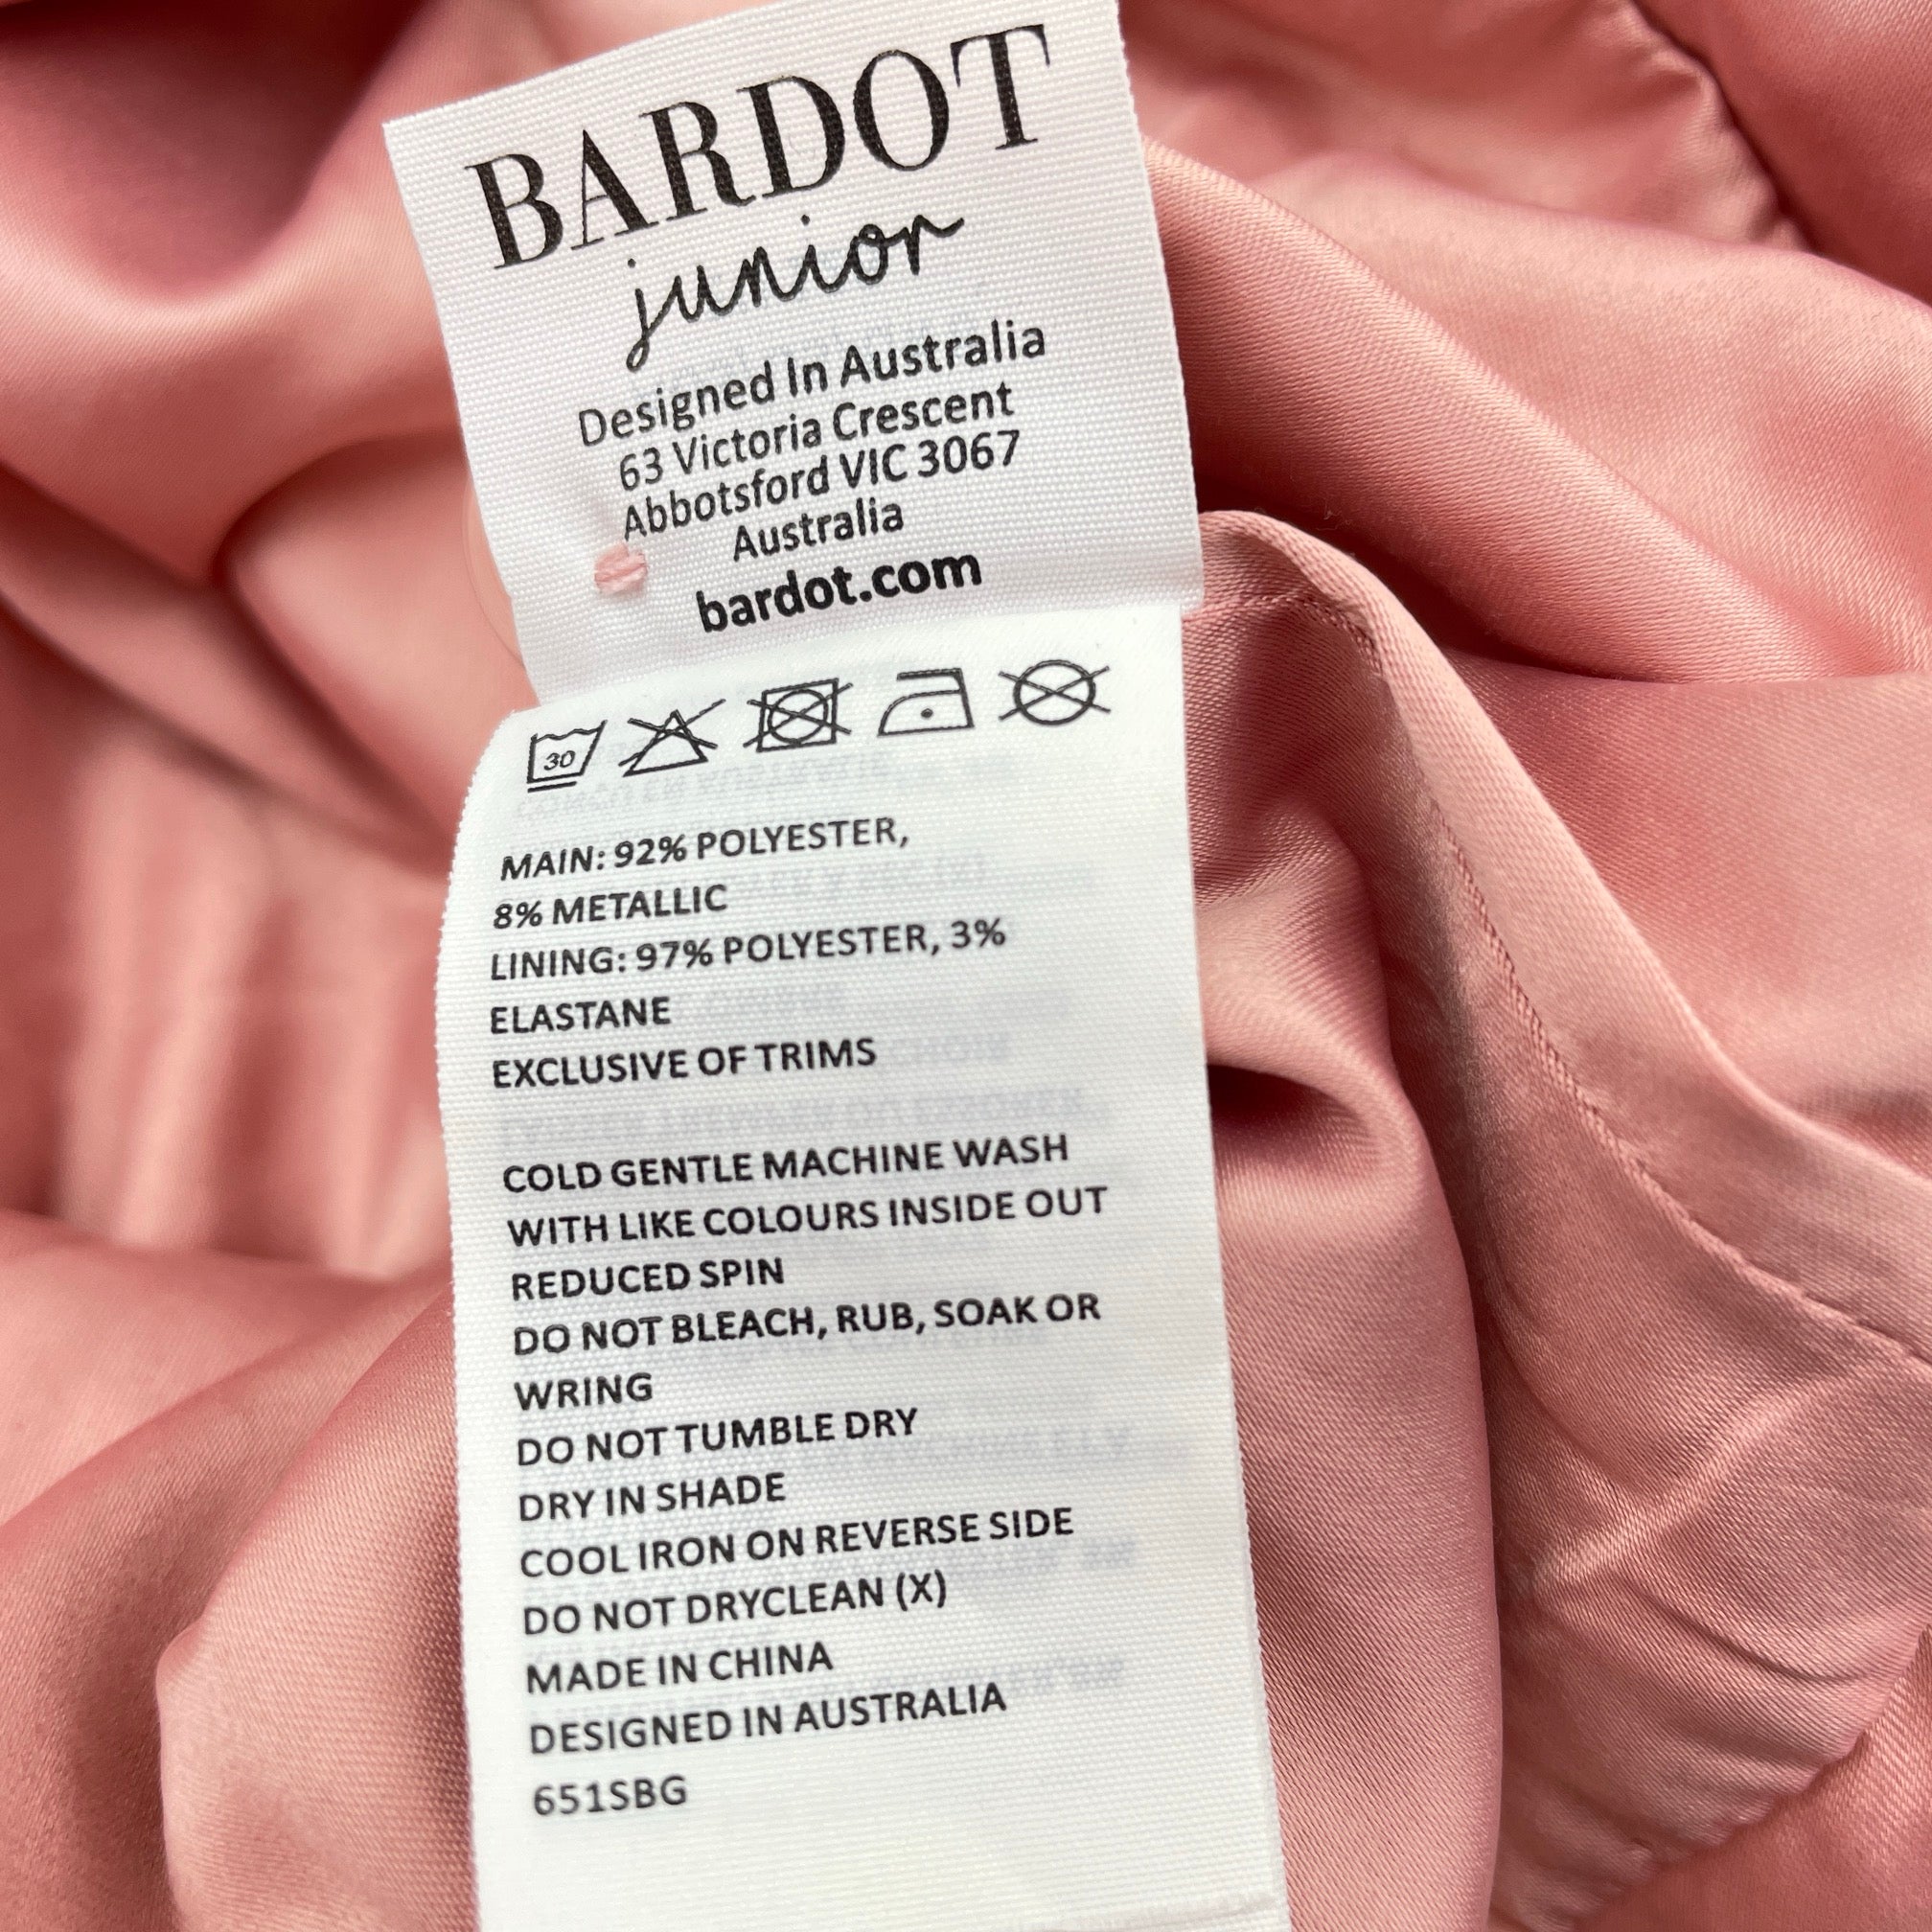 BARDOT
junior
Designed In Australia
63 Victoria Crescent
Abbotsford VIC 3067
Australia
bardot.com
30
MAIN: 92% POLYESTER,
8% METALLIC
LINING: 97% POLYESTER, 3%
ELASTANE
EXCLUSIVE OF TRIMS
COLD GENTLE MACHINE WASH
WITH LIKE COLOURS INSIDE OUT
REDUCED SPIN
DO NOT BLEACH, RUB, SOAK OR
WRING
DO NOT TUMBLE DRY
DRY IN SHADE
COOL IRON ON REVERSE SIDE
DO NOT DRYCLEAN (X)
MADE IN CHINA
DESIGNED IN AUSTRALIA
651SBG